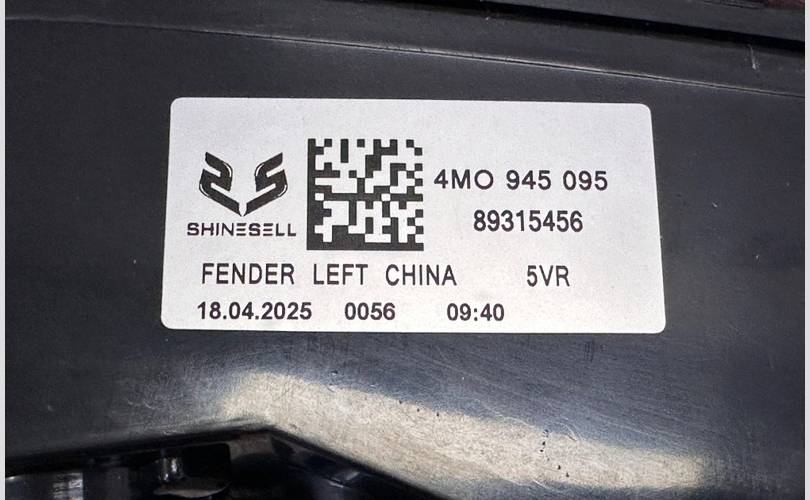 4MO 945 095
89315456
SHINESELL
FENDER LEFT CHINA 5VR
18.04.2025 0056 09:40